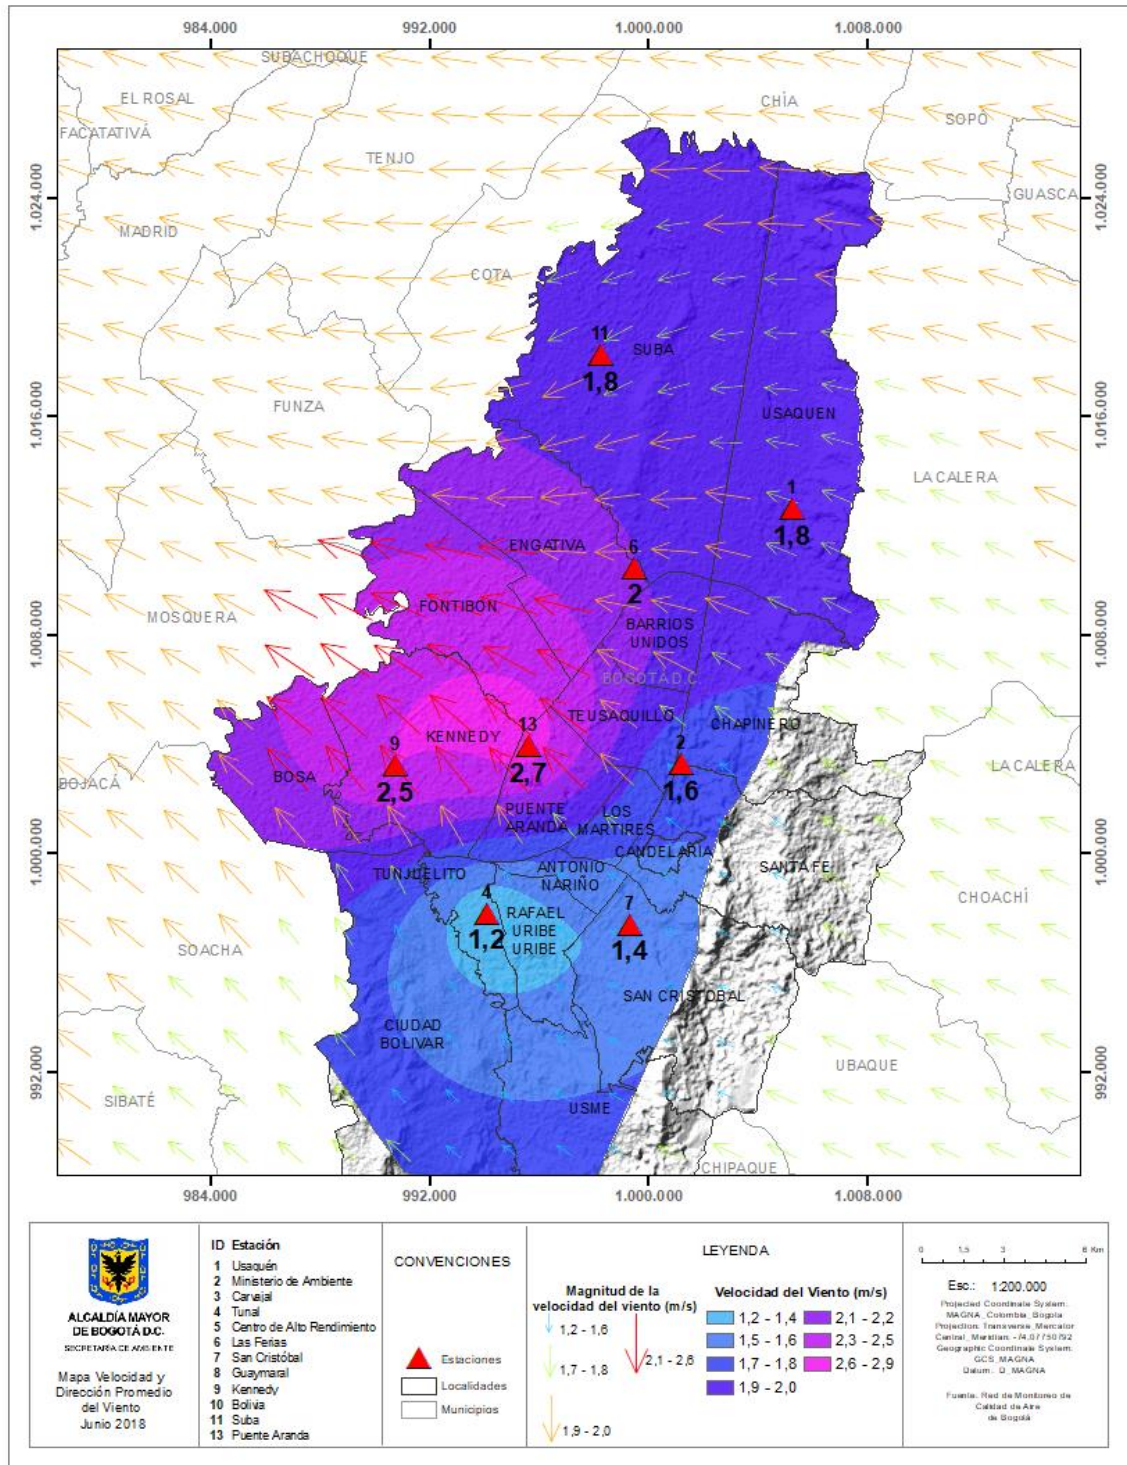 984.000 992.000 1.000.000 1.008.000
SUBACHOQUE
EL ROSAL
CHÍA
SOPÓ
FACATATIVÁ
TENJO
1.024.000 1.024.000
GUASCA
MADRID
COTA
11
SUBA
1,8
FUNZA
USAQUEN
1.016.000 1.016.000
LA CALERA
1
1,8
ENGATIVA
6
2
FONTIBON
MOSQUERA
BARRIOS
UNIDOS
1.008.000 1.008.000
BOGOTÁ D.C.
TEUSAQUILLO
CHAPINERO
13
KENNEDY
9
2
BOSA
2,7
2,5
1,6
BOJACÁ
LA CALERA
PUENTE
ARANDA
LOS
MARTIRES
CANDELARIA
1.000.000 1.000.000
TUNJUELITO
ANTONIO
NARIÑO
SANTA FE
CHOACHÍ
4
RAFAEL
URIBE
URIBE
1,2
7
1,4
SOACHA
SAN CRISTOBAL
CIUDAD
BOLIVAR
UBAQUE
992.000 992.000
SIBATÉ
USME
CHIPAQUE
984.000 992.000 1.000.000 1.008.000
ALCALDÍA MAYOR
DE BOGOTÁ D.C.
SECRETARÍA DE AMBIENTE
Mapa Velocidad y
Dirección Promedio
del Viento
Junio 2018
ID Estación
1 Usaquén
2 Ministerio de Ambiente
3 Carvajal
4 Tunal
5 Centro de Alto Rendimiento
6 Las Ferias
7 San Cristóbal
8 Guaymaral
9 Kennedy
10 Bolivia
11 Suba
13 Puente Aranda
CONVENCIONES
Estaciones
Localidades
Municipios
LEYENDA
Magnitud de la
velocidad del viento (m/s)
1,2 - 1,6
1,7 - 1,8
1,9 - 2,0
2,1 - 2,6
Velocidad del Viento (m/s)
1,2 - 1,4
1,5 - 1,6
1,7 - 1,8
1,9 - 2,0
2,1 - 2,2
2,3 - 2,5
2,6 - 2,9
0 1,5 3 6 Km
Esc.: 1:200.000
Projected Coordinate System:
MAGNA_Colombia_Bogota
Projection: Transverse_Mercator
Central_Meridian: -74,07750792
Geographic Coordinate System:
GCS_MAGNA
Datum: D_MAGNA
Fuente: Red de Monitoreo de
Calidad de Aire
de Bogotá